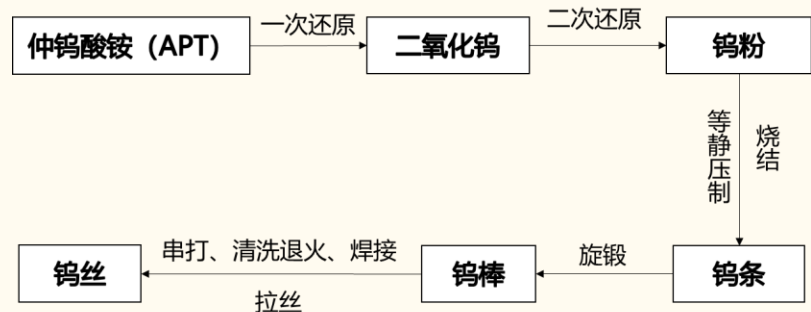 仲钨酸铵（APT）
一次还原
二氧化钨
二次还原
钨粉
等静压制
烧结
钨条
旋锻
钨棒
串打、清洗退火、焊接
拉丝
钨丝